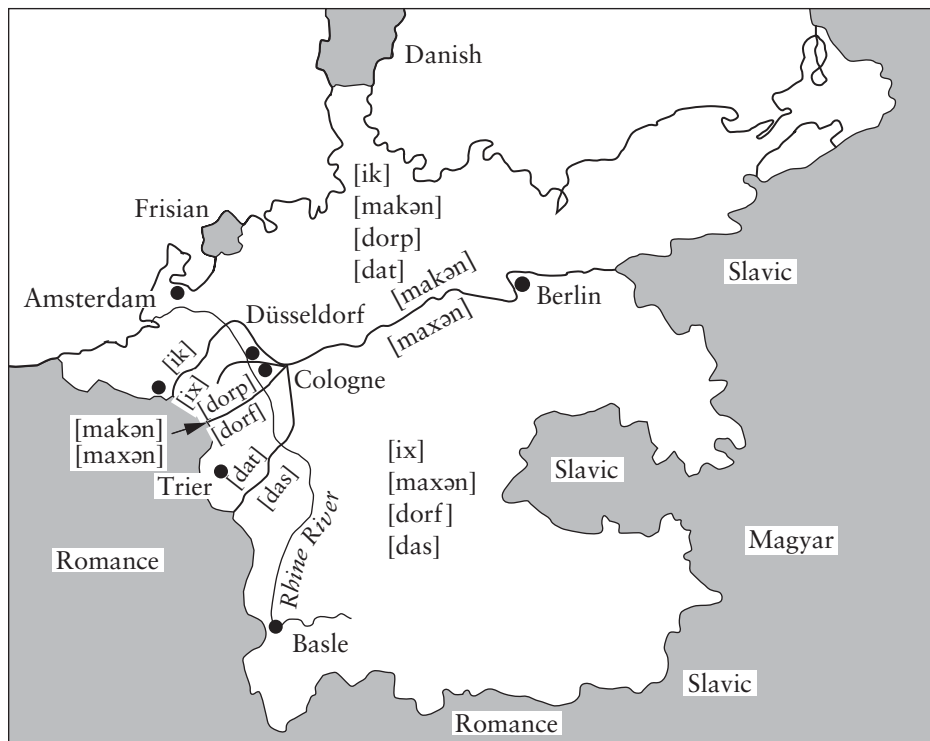 Danish
[ik]
[makən]
[dorp]
[dat]
Frisian
Slavic
[makən]
[maxən]
Amsterdam
Berlin
Düsseldorf
[ik]
[ix]
Cologne
[dorp]
[dorf]
[makən]
[maxən]
[dat]
[das]
Trier
[ix]
[maxən]
[dorf]
[das]
Slavic
Magyar
Romance
Rhine River
Basle
Slavic
Romance